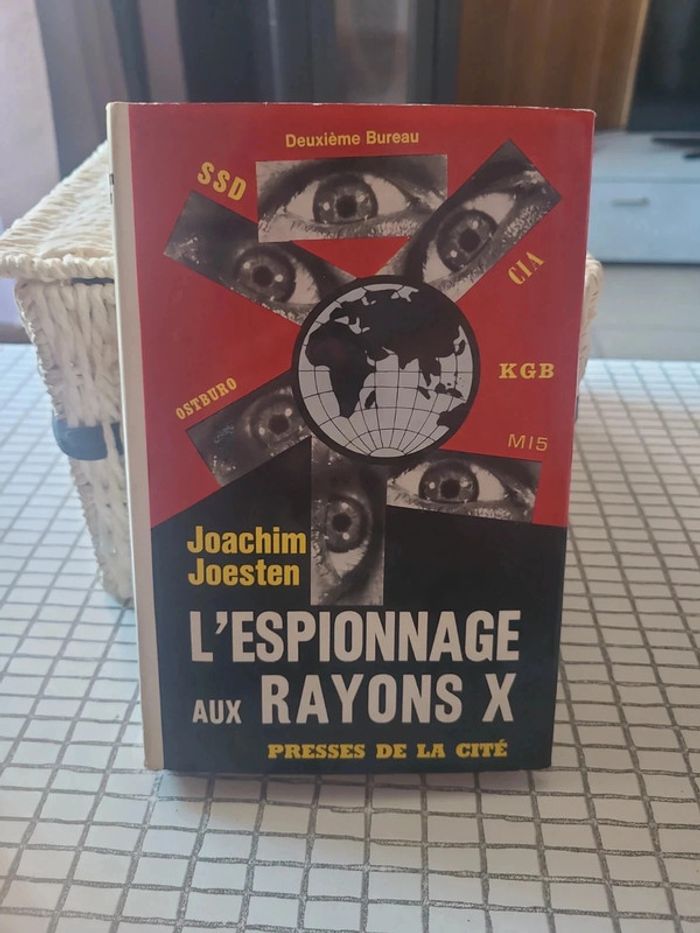 Deuxième Bureau
SSD
CIA
OSTBURO
KGB
MI5
Joachim
Joesten
L'ESPIONNAGE
AUX RAYONS X
PRESSES DE LA CITÉ